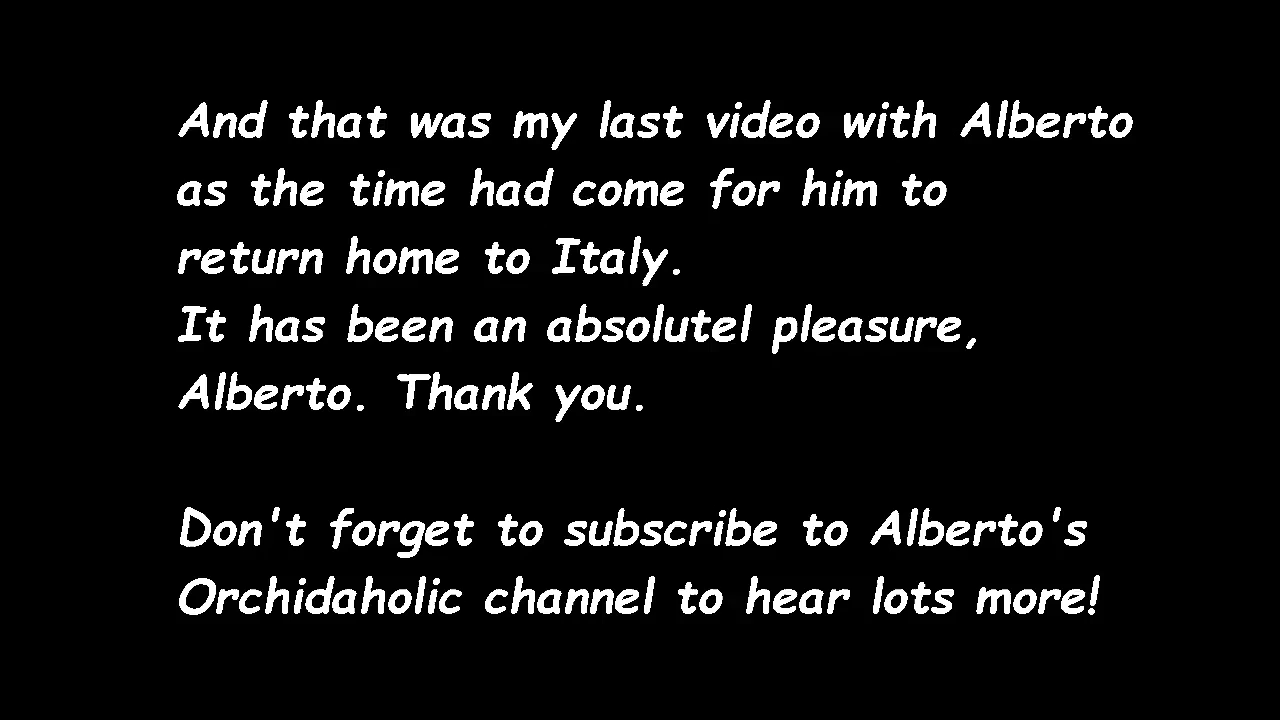 And that was my last video with Alberto
as the time had come for him to
return home to Italy.
It has been an absolutel pleasure,
Alberto. Thank you.
Don't forget to subscribe to Alberto's
Orchidaholic channel to hear lots more!